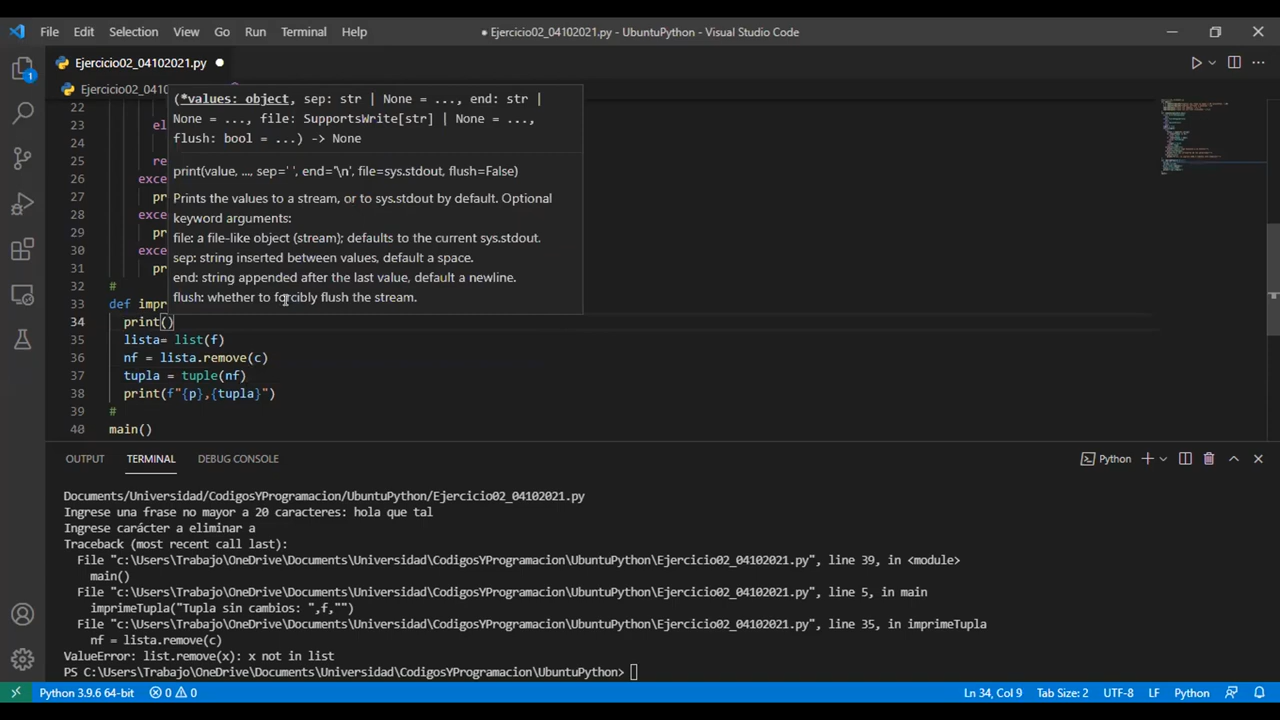 File Edit Selection View Go Run Terminal Help
● Ejercicio02_04102021.py - UbuntuPython - Visual Studio Code
1
Ejercicio02_04102021.py ●
Ejercicio02_0410
(*values: object, sep: str | None = ..., end: str |
None = ..., file: SupportsWrite[str] | None = ...,
flush: bool = ...) -> None
print(value, ..., sep=' ', end='\n', file=sys.stdout, flush=False)
Prints the values to a stream, or to sys.stdout by default. Optional
keyword arguments:
file: a file-like object (stream); defaults to the current sys.stdout.
sep: string inserted between values, default a space.
end: string appended after the last value, default a newline.
flush: whether to forcibly flush the stream.
22
23 el
24
25 re
26 exce
27 pr
28 exce
29 pr
30 exce
31 pr
32 #
33 def impr
34 print()
35 lista= list(f)
36 nf = lista.remove(c)
37 tupla = tuple(nf)
38 print(f"{p},{tupla}")
39 #
40 main()
OUTPUT TERMINAL DEBUG CONSOLE
Python
Documents/Universidad/CodigosYProgramacion/UbuntuPython/Ejercicio02_04102021.py
Ingrese una frase no mayor a 20 caracteres: hola que tal
Ingrese carácter a eliminar a
Traceback (most recent call last):
File "c:\Users\Trabajo\OneDrive\Documents\Universidad\CodigosYProgramacion\UbuntuPython\Ejercicio02_04102021.py", line 39, in <module>
main()
File "c:\Users\Trabajo\OneDrive\Documents\Universidad\CodigosYProgramacion\UbuntuPython\Ejercicio02_04102021.py", line 5, in main
imprimeTupla("Tupla sin cambios: ",f,"")
File "c:\Users\Trabajo\OneDrive\Documents\Universidad\CodigosYProgramacion\UbuntuPython\Ejercicio02_04102021.py", line 35, in imprimeTupla
nf = lista.remove(c)
ValueError: list.remove(x): x not in list
PS C:\Users\Trabajo\OneDrive\Documents\Universidad\CodigosYProgramacion\UbuntuPython>
Python 3.9.6 64-bit 0 0 Ln 34, Col 9 Tab Size: 2 UTF-8 LF Python